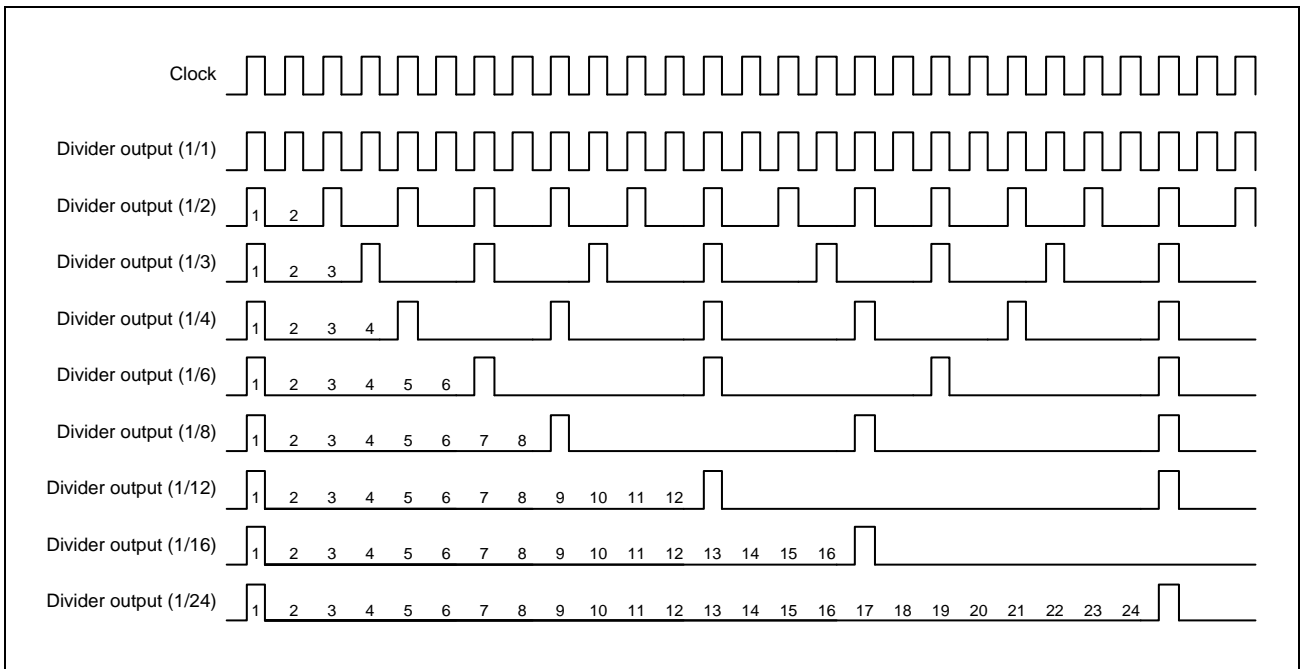 Clock
Divider output (1/1)
Divider output (1/2) 1 2
Divider output (1/3) 1 2 3
Divider output (1/4) 1 2 3 4
Divider output (1/6) 1 2 3 4 5 6
Divider output (1/8) 1 2 3 4 5 6 7 8
Divider output (1/12) 1 2 3 4 5 6 7 8 9 10 11 12
Divider output (1/16) 1 2 3 4 5 6 7 8 9 10 11 12 13 14 15 16
Divider output (1/24) 1 2 3 4 5 6 7 8 9 10 11 12 13 14 15 16 17 18 19 20 21 22 23 24